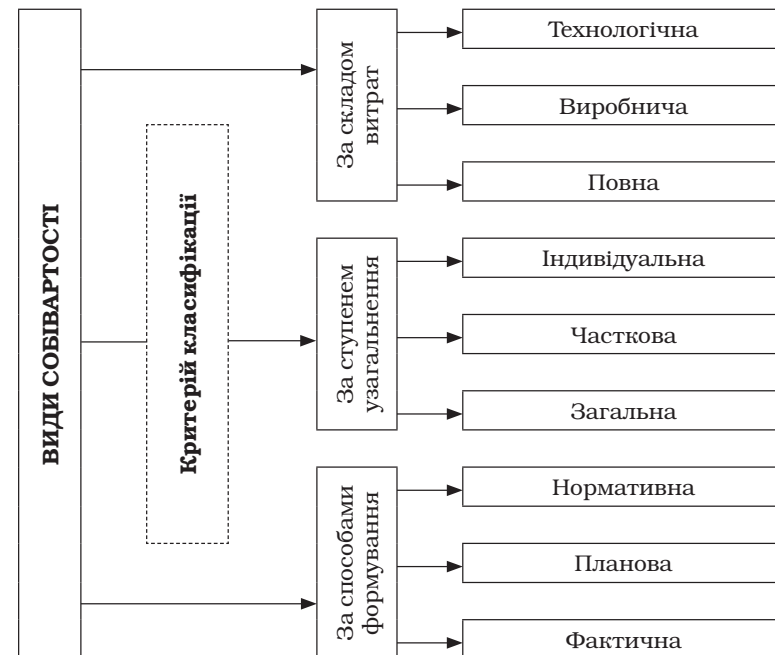 ВИДИ СОБІВАРТОСТІ
Критерій класифікації
За складом
витрат
Технологічна
Виробнича
Повна
За ступенем
узагальнення
Індивідуальна
Часткова
Загальна
За способами
формування
Нормативна
Планова
Фактична